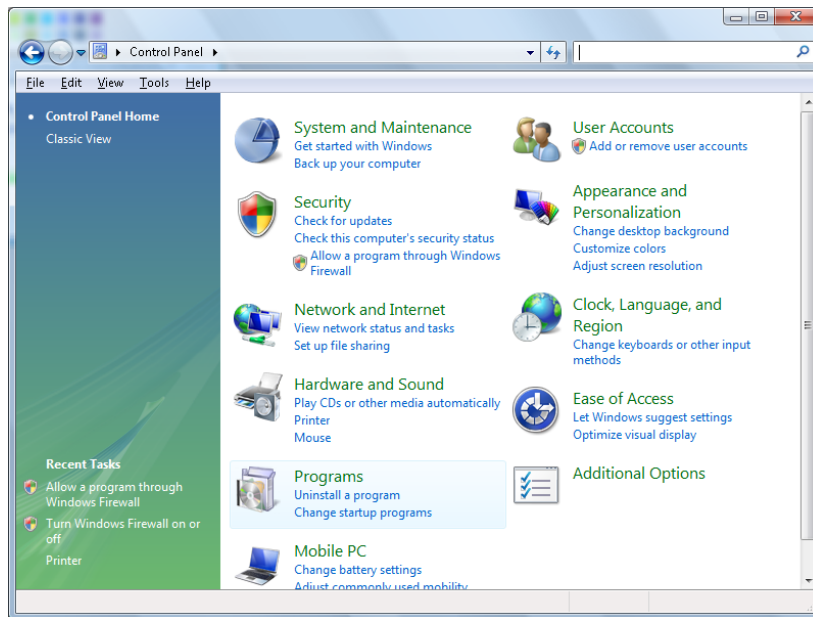 Control Panel
File Edit View Tools Help
Control Panel Home
Classic View
System and Maintenance
Get started with Windows
Back up your computer
Security
Check for updates
Check this computer's security status
Allow a program through Windows
Firewall
Network and Internet
View network status and tasks
Set up file sharing
Hardware and Sound
Play CDs or other media automatically
Printer
Mouse
Programs
Uninstall a program
Change startup programs
Mobile PC
Change battery settings
Adjust commonly used mobility
User Accounts
Add or remove user accounts
Appearance and
Personalization
Change desktop background
Customize colors
Adjust screen resolution
Clock, Language, and
Region
Change keyboards or other input
methods
Ease of Access
Let Windows suggest settings
Optimize visual display
Additional Options
Recent Tasks
Allow a program through
Windows Firewall
Turn Windows Firewall on or
off
Printer